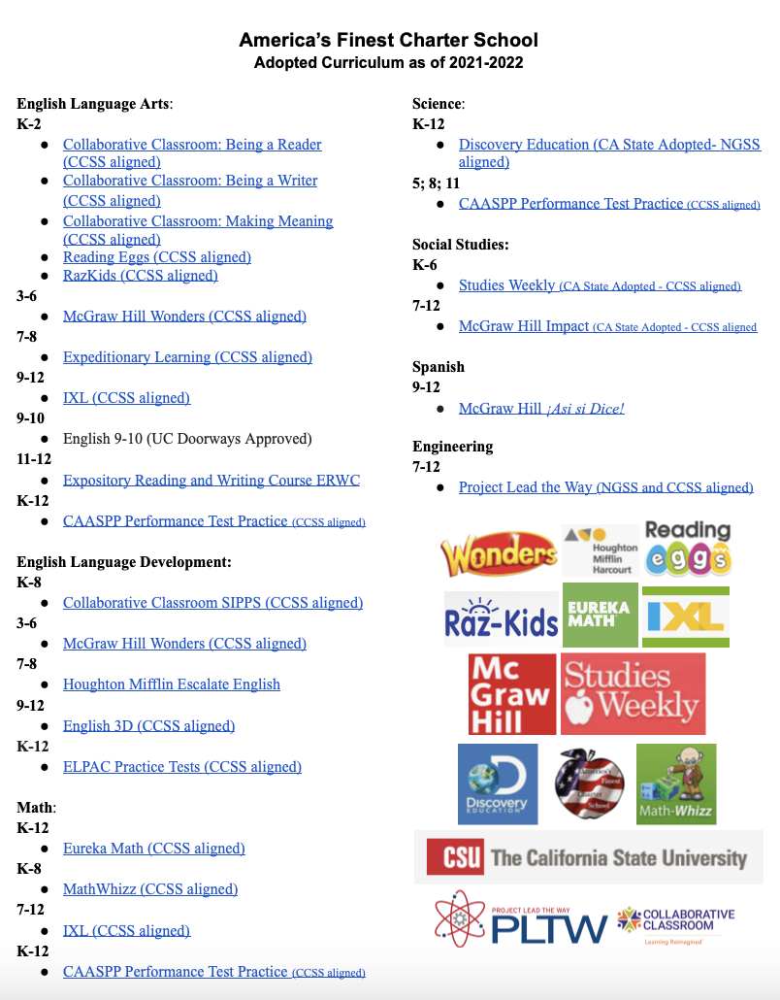 America's Finest Charter School
Adopted Curriculum as of 2021-2022
English Language Arts:
K-2
● Collaborative Classroom: Being a Reader
(CCSS aligned)
● Collaborative Classroom: Being a Writer
(CCSS aligned)
● Collaborative Classroom: Making Meaning
(CCSS aligned)
● Reading Eggs (CCSS aligned)
● RazKids (CCSS aligned)
3-6
● McGraw Hill Wonders (CCSS aligned)
7-8
● Expeditionary Learning (CCSS aligned)
9-12
● IXL (CCSS aligned)
9-10
● English 9-10 (UC Doorways Approved)
11-12
● Expository Reading and Writing Course ERWC
K-12
● CAASPP Performance Test Practice (CCSS aligned)
English Language Development:
K-8
● Collaborative Classroom SIPPS (CCSS aligned)
3-6
● McGraw Hill Wonders (CCSS aligned)
7-8
● Houghton Mifflin Escalate English
9-12
● English 3D (CCSS aligned)
K-12
● ELPAC Practice Tests (CCSS aligned)
Math:
K-12
● Eureka Math (CCSS aligned)
K-8
● MathWhizz (CCSS aligned)
7-12
● IXL (CCSS aligned)
K-12
● CAASPP Performance Test Practice (CCSS aligned)
Science:
K-12
● Discovery Education (CA State Adopted- NGSS
aligned)
5; 8; 11
● CAASPP Performance Test Practice (CCSS aligned)
Social Studies:
K-6
● Studies Weekly (CA State Adopted - CCSS aligned)
7-12
● McGraw Hill Impact (CA State Adopted - CCSS aligned
Spanish
9-12
● McGraw Hill ¡Asi si Dice!
Engineering
7-12
● Project Lead the Way (NGSS and CCSS aligned)
Wonders
Houghton
Mifflin
Harcourt
Reading
eggs
Raz-Kids
EUREKA
MATH
IXL
Mc
Graw
Hill
Studies
Weekly
DISCOVERY
EDUCATION
America's
Finest
Charter
School
Math-Whizz
CSU The California State University
PROJECT LEAD THE WAY
PLTW
COLLABORATIVE
CLASSROOM
Learning Reimagined